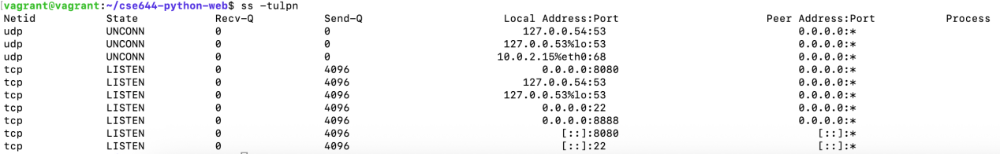 [vagrant@vagrant:~/cse644-python-web$ ss -tulpn
Netid State Recv-Q Send-Q Local Address:Port Peer Address:Port Process
udp UNCONN 0 0 127.0.0.54:53 0.0.0.0:*
udp UNCONN 0 0 127.0.0.53%lo:53 0.0.0.0:*
udp UNCONN 0 0 10.0.2.15%eth0:68 0.0.0.0:*
tcp LISTEN 0 4096 0.0.0.0:8080 0.0.0.0:*
tcp LISTEN 0 4096 127.0.0.54:53 0.0.0.0:*
tcp LISTEN 0 4096 127.0.0.53%lo:53 0.0.0.0:*
tcp LISTEN 0 4096 0.0.0.0:22 0.0.0.0:*
tcp LISTEN 0 4096 0.0.0.0:8888 0.0.0.0:*
tcp LISTEN 0 4096 [::]:8080 [::]:*
tcp LISTEN 0 4096 [::]:22 [::]:*